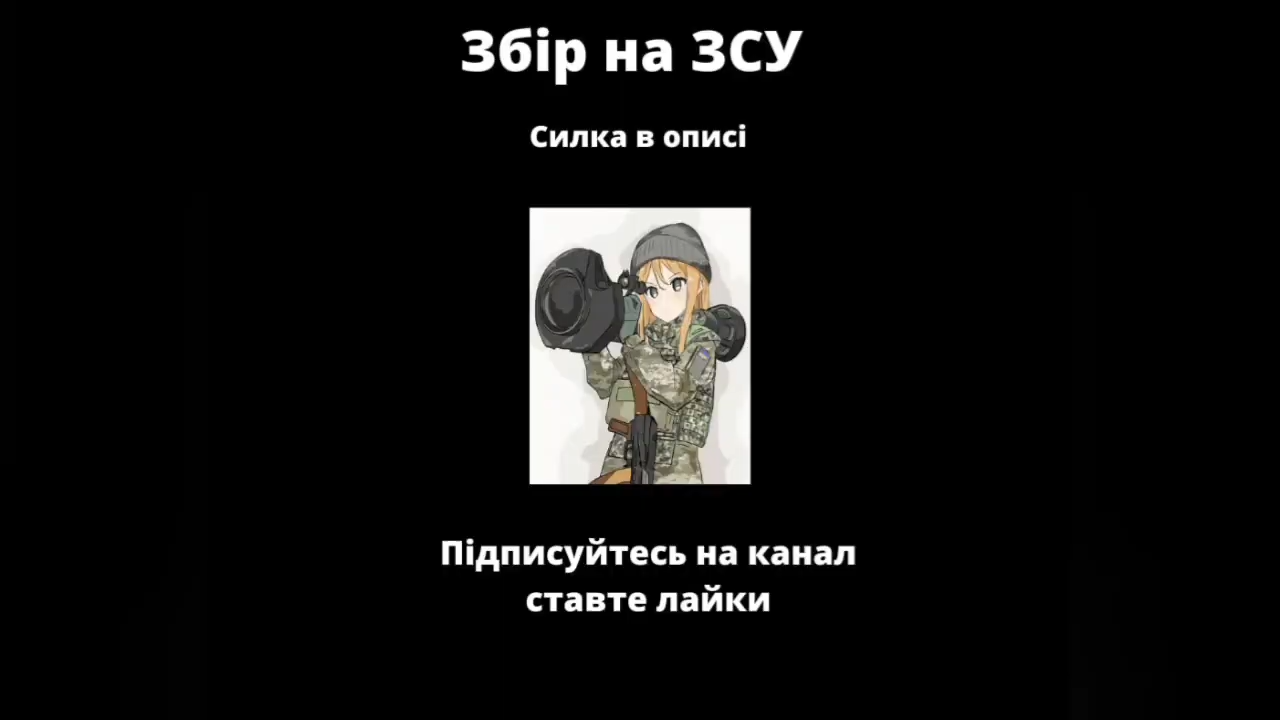 Збір на ЗСУ
Силка в описі
Підписуйтесь на канал
ставте лайки